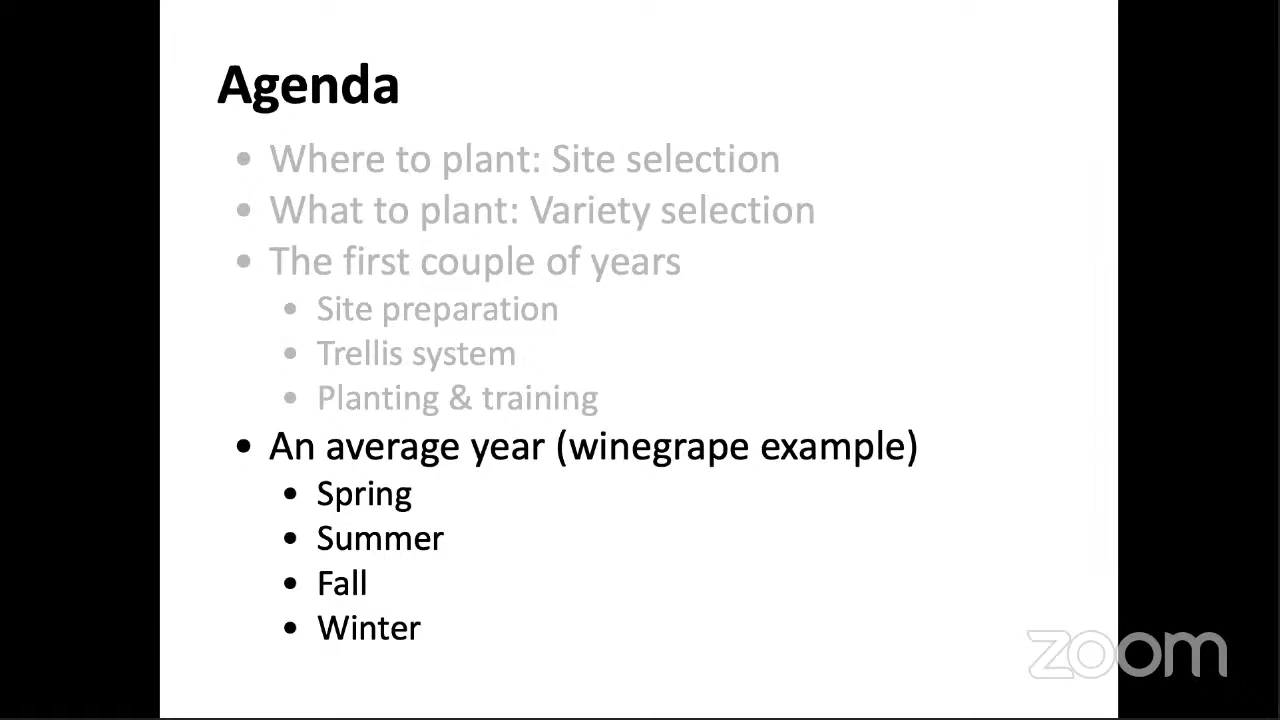 Agenda
• Where to plant: Site selection
• What to plant: Variety selection
• The first couple of years
• Site preparation
• Trellis system
• Planting & training
• An average year (winegrape example)
• Spring
• Summer
• Fall
• Winter
zoom